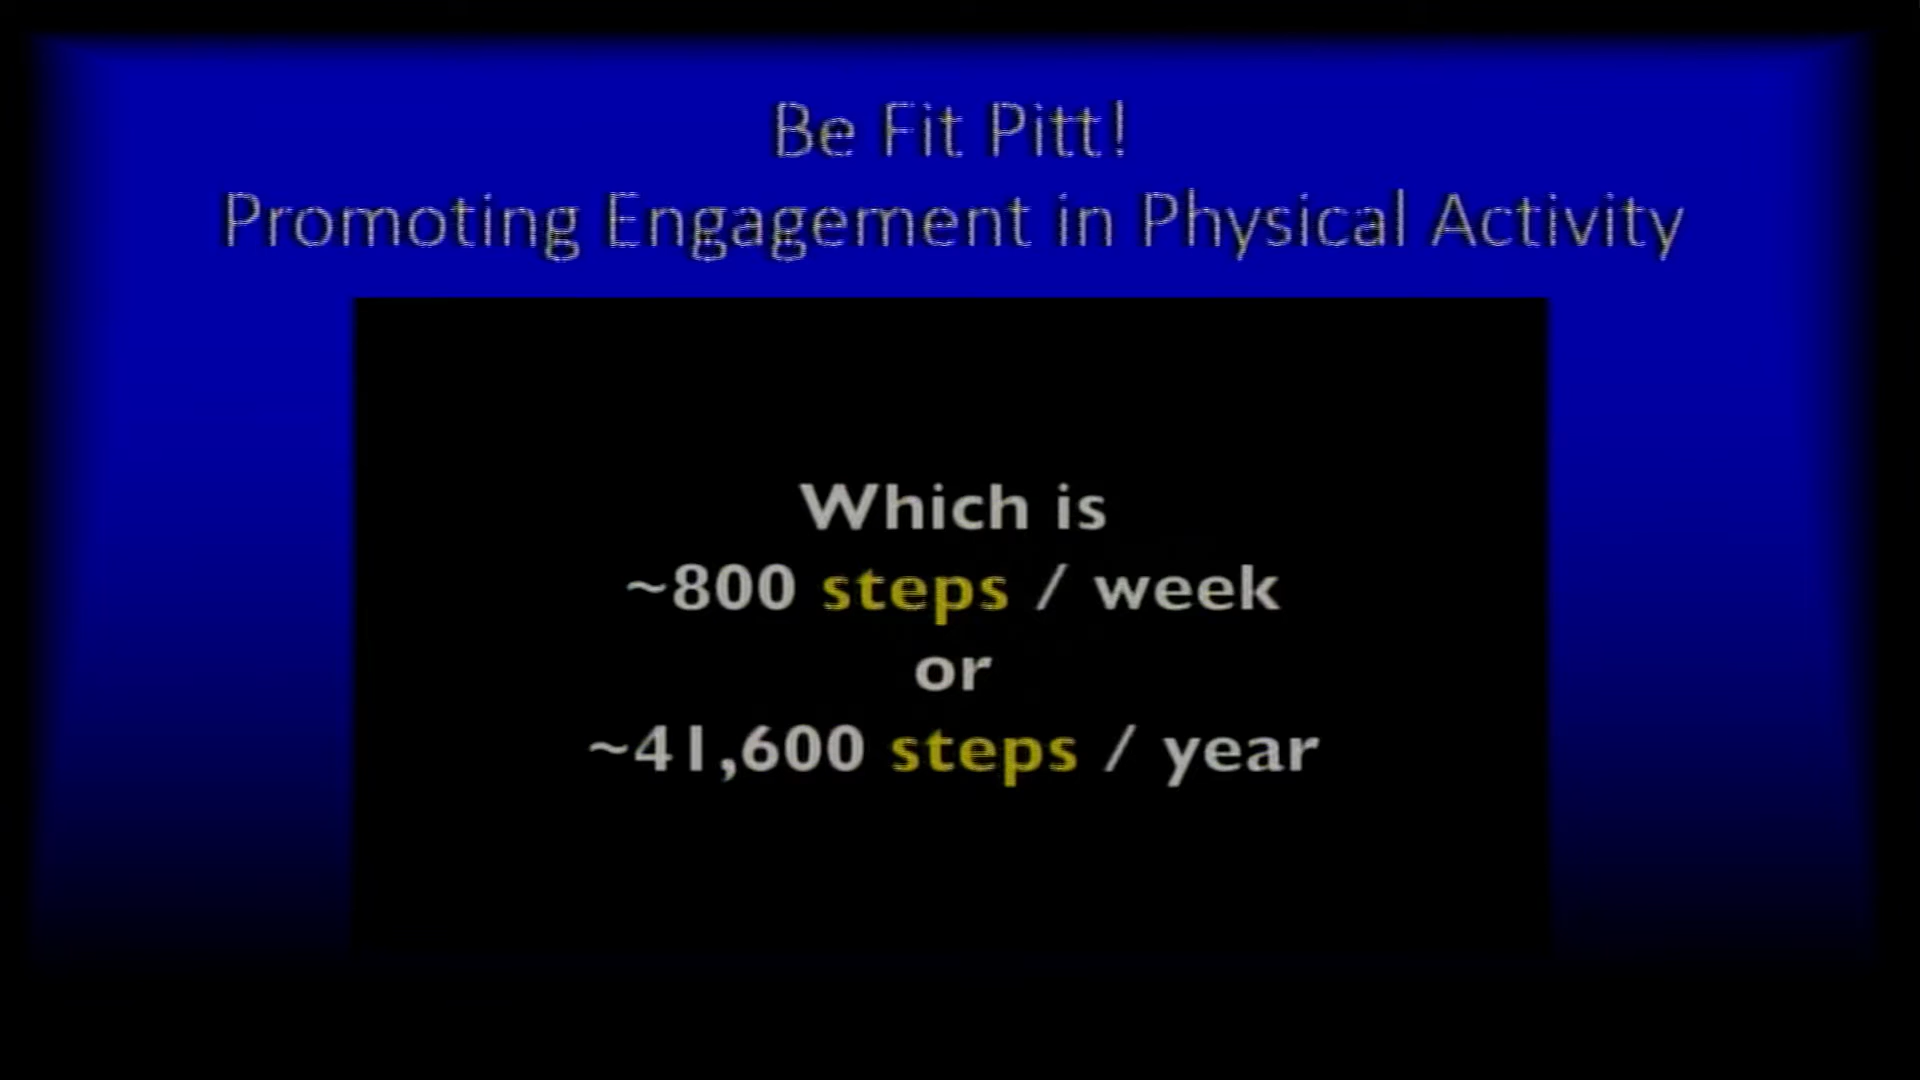 Be Fit Pitt!
Promoting Engagement in Physical Activity
Which is
~800 steps / week
or
~41,600 steps / year